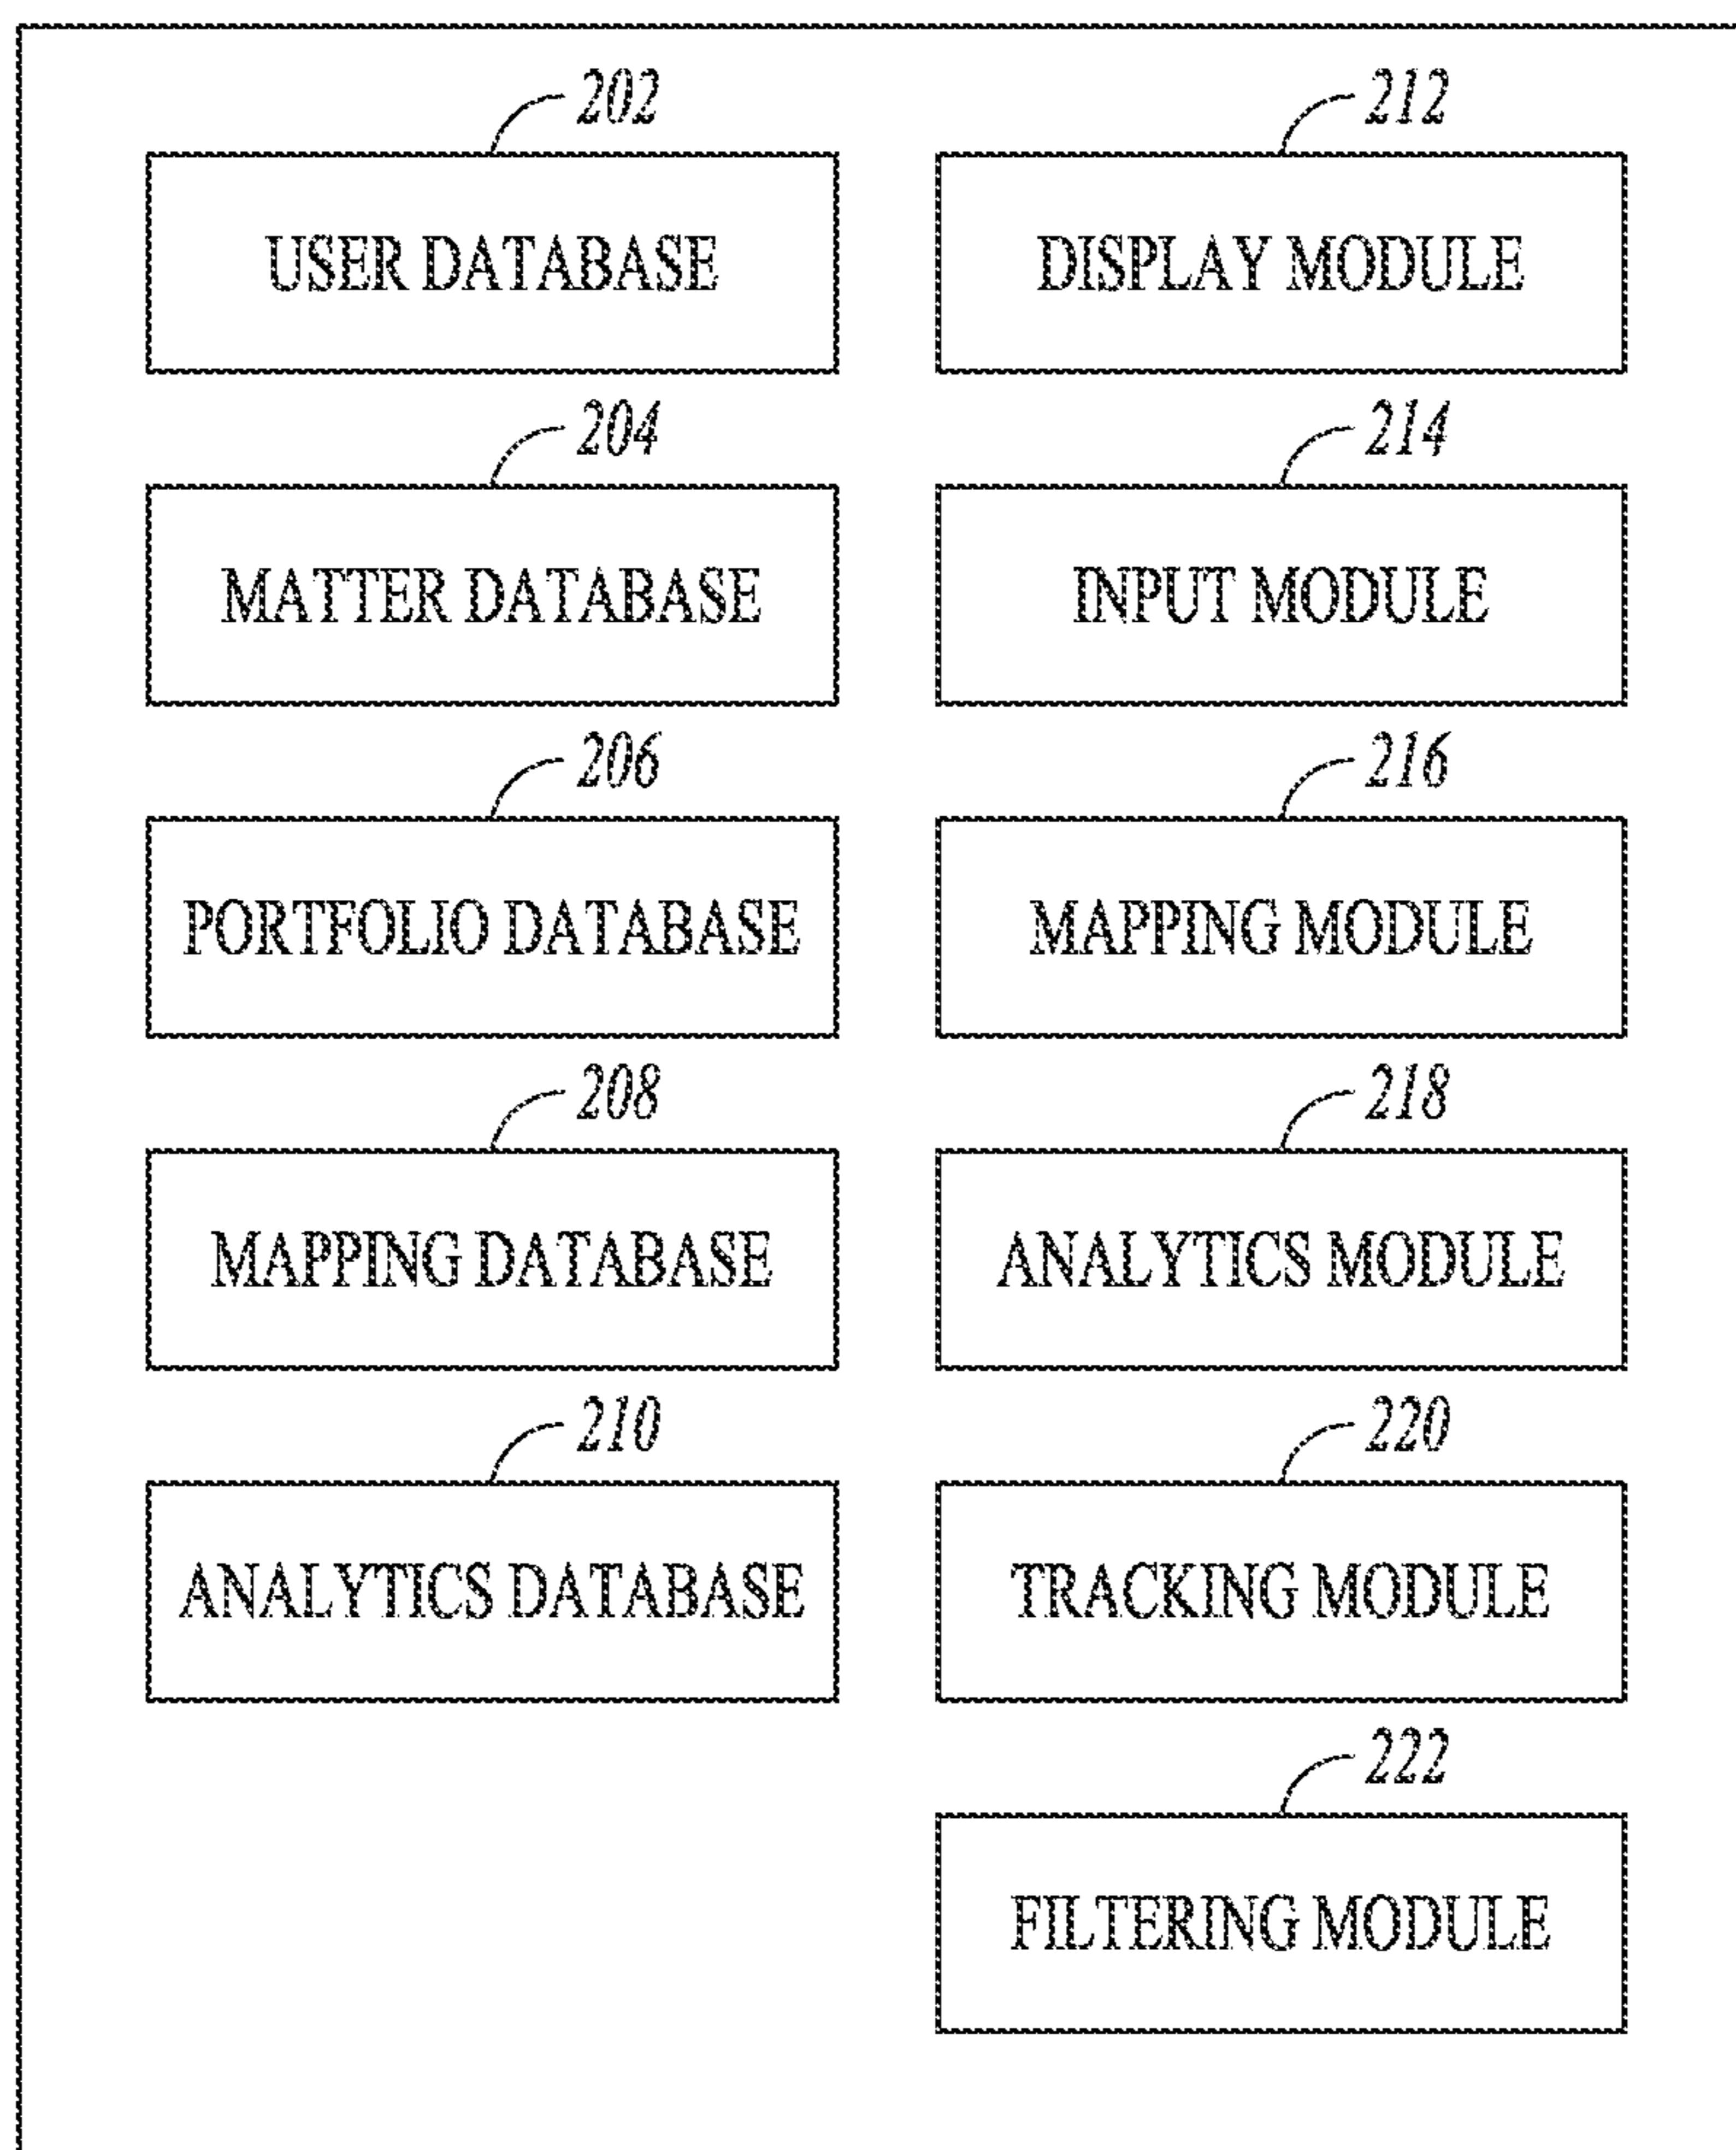 202
USER DATABASE
204
MATTER DATABASE
206
PORTFOLIO DATABASE
208
MAPPING DATABASE
210
ANALYTICS DATABASE
212
DISPLAY MODULE
214
INPUT MODULE
216
MAPPING MODULE
218
ANALYTICS MODULE
220
TRACKING MODULE
222
FILTERING MODULE